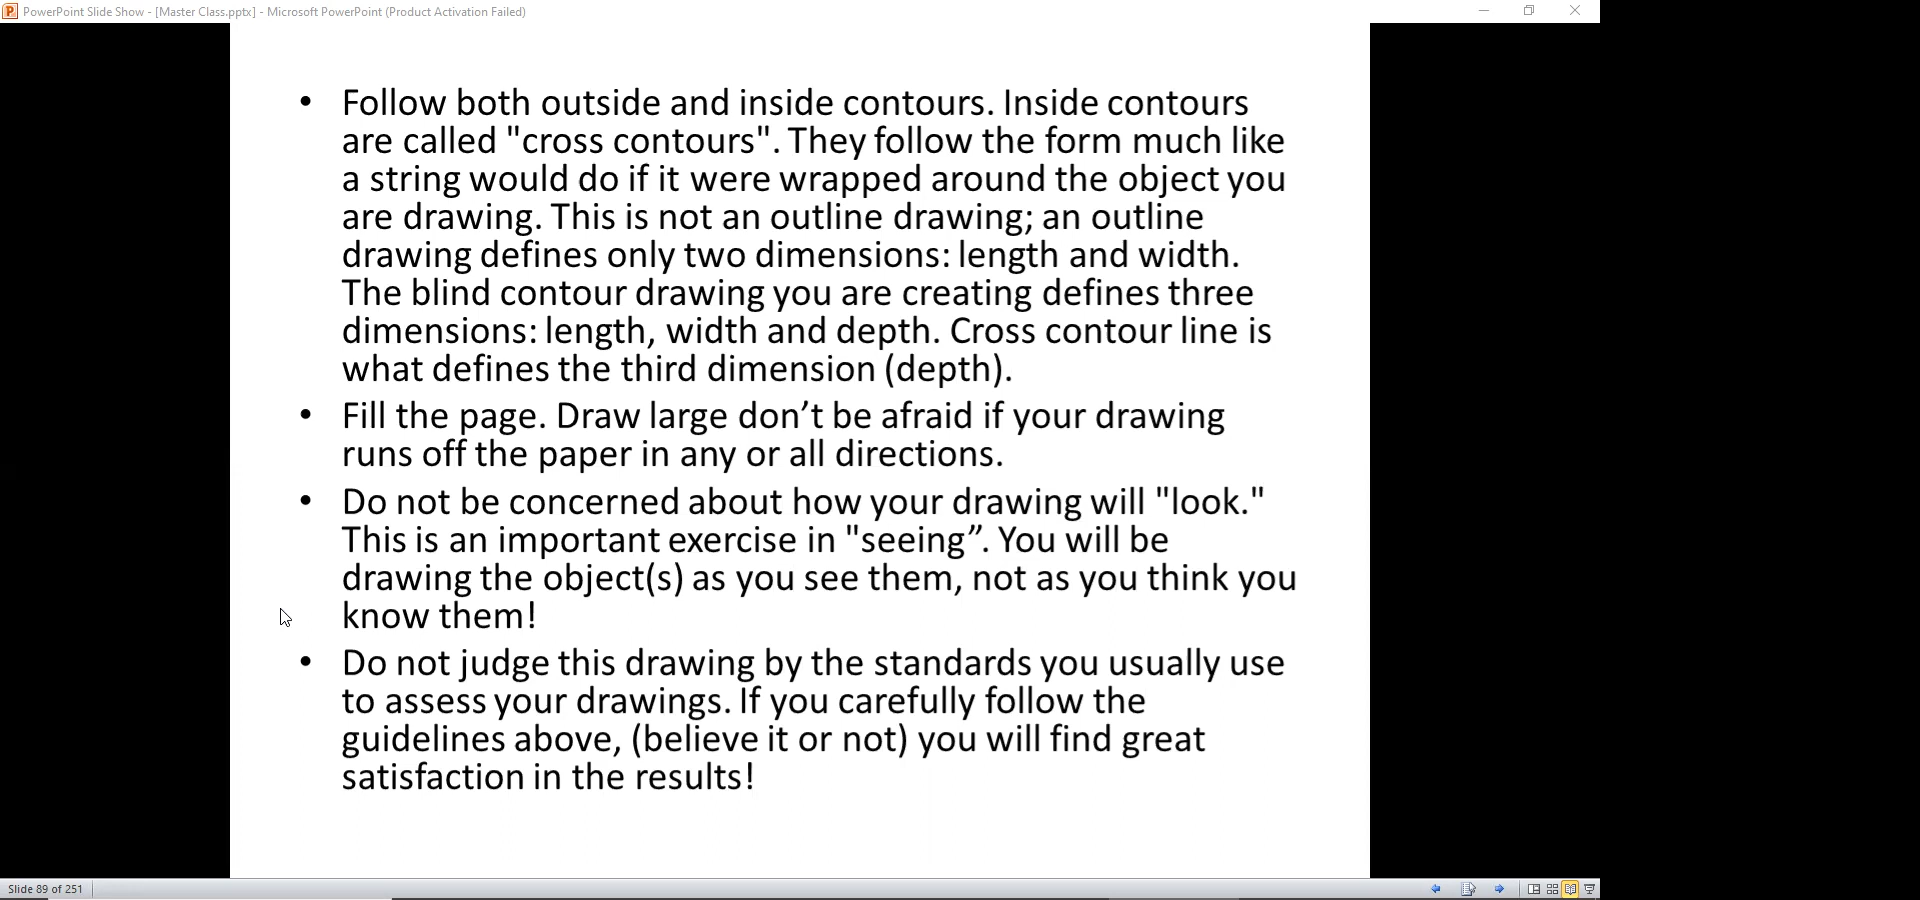 PowerPoint Slide Show - [Master Class.pptx] - Microsoft PowerPoint (Product Activation Failed)
• Follow both outside and inside contours. Inside contours
are called "cross contours". They follow the form much like
a string would do if it were wrapped around the object you
are drawing. This is not an outline drawing; an outline
drawing defines only two dimensions: length and width.
The blind contour drawing you are creating defines three
dimensions: length, width and depth. Cross contour line is
what defines the third dimension (depth).
• Fill the page. Draw large don’t be afraid if your drawing
runs off the paper in any or all directions.
• Do not be concerned about how your drawing will "look."
This is an important exercise in "seeing”. You will be
drawing the object(s) as you see them, not as you think you
know them!
• Do not judge this drawing by the standards you usually use
to assess your drawings. If you carefully follow the
guidelines above, (believe it or not) you will find great
satisfaction in the results!
Slide 89 of 251